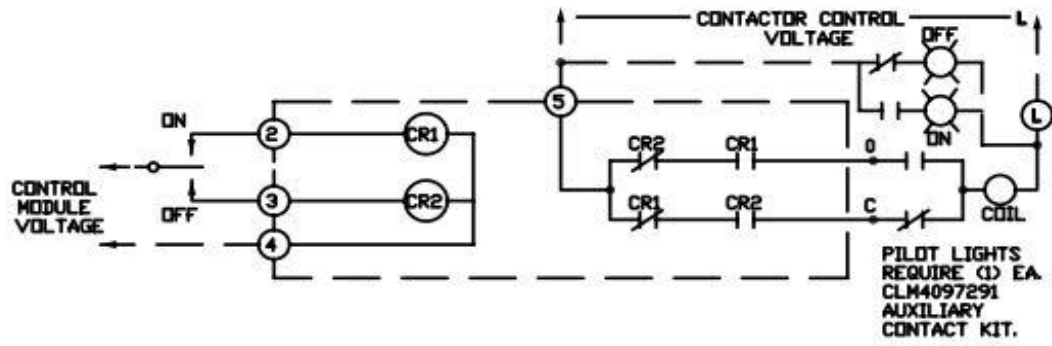 CONTACTOR CONTROL
VOLTAGE
L
OFF
ON
5
L
ON
2
CR1
CR2
CR1
O
CONTROL
MODULE
VOLTAGE
OFF
3
CR2
CR1
CR2
C
COIL
4
PILOT LIGHTS
REQUIRE (1) EA.
CLM4097291
AUXILIARY
CONTACT KIT.